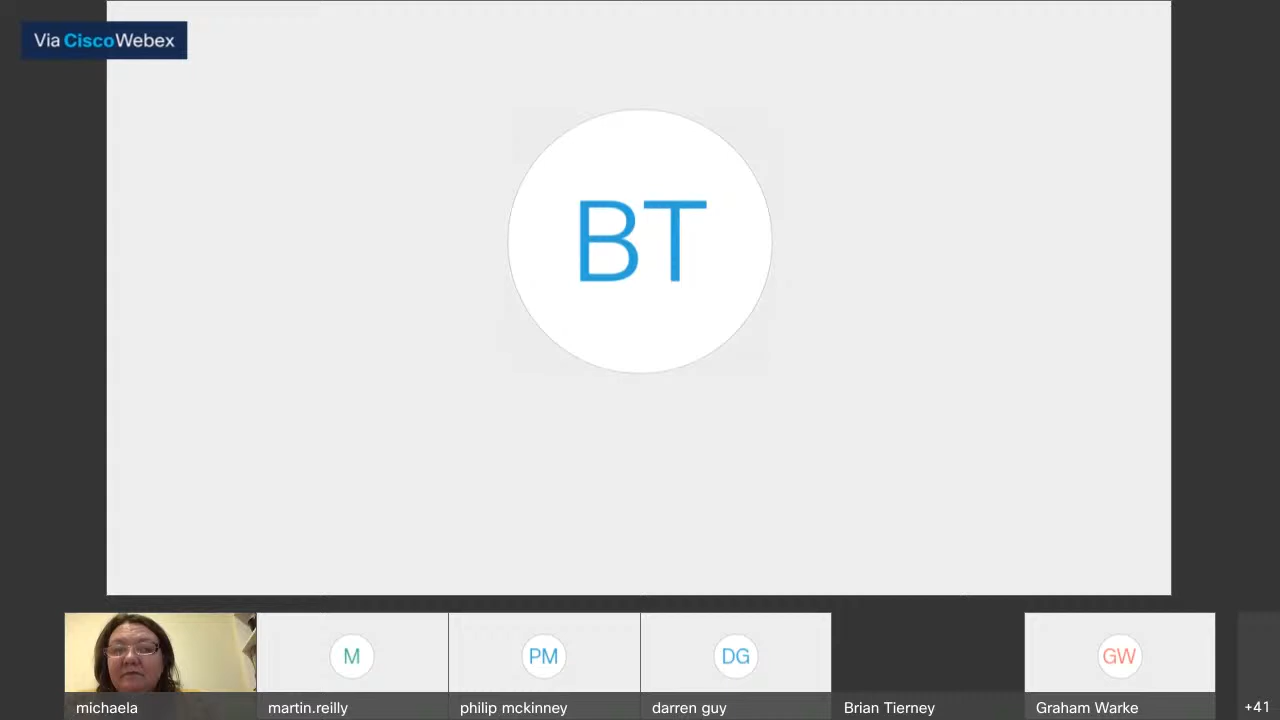 Via CiscoWebex
BT
M
PM
DG
GW
michaela
martin.reilly
philip mckinney
darren guy
Brian Tierney
Graham Warke
+41